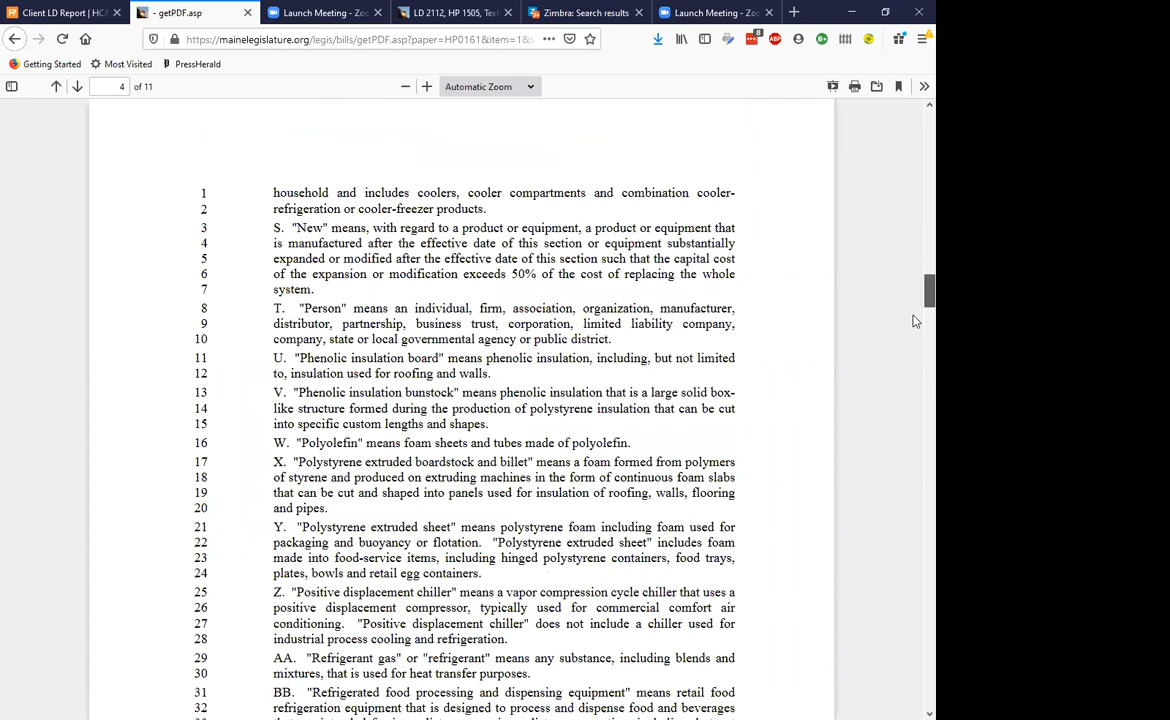 Client LD Report | HC
- getPDF.asp
Launch Meeting - Zoo
LD 2112, HP 1505, Text
Zimbra: Search results
Launch Meeting - Zoo
https://mainelegislature.org/legis/bills/getPDF.asp?paper=HP0161&item=1&s
8
Getting Started
Most Visited
PressHerald
4 of 11
Automatic Zoom
1 household and includes coolers, cooler compartments and combination cooler-
2 refrigeration or cooler-freezer products.
3 S. "New" means, with regard to a product or equipment, a product or equipment that
4 is manufactured after the effective date of this section or equipment substantially
5 expanded or modified after the effective date of this section such that the capital cost
6 of the expansion or modification exceeds 50% of the cost of replacing the whole
7 system.
8 T. "Person" means an individual, firm, association, organization, manufacturer,
9 distributor, partnership, business trust, corporation, limited liability company,
10 company, state or local governmental agency or public district.
11 U. "Phenolic insulation board" means phenolic insulation, including, but not limited
12 to, insulation used for roofing and walls.
13 V. "Phenolic insulation bunstock" means phenolic insulation that is a large solid box-
14 like structure formed during the production of polystyrene insulation that can be cut
15 into specific custom lengths and shapes.
16 W. "Polyolefin" means foam sheets and tubes made of polyolefin.
17 X. "Polystyrene extruded boardstock and billet" means a foam formed from polymers
18 of styrene and produced on extruding machines in the form of continuous foam slabs
19 that can be cut and shaped into panels used for insulation of roofing, walls, flooring
20 and pipes.
21 Y. "Polystyrene extruded sheet" means polystyrene foam including foam used for
22 packaging and buoyancy or flotation. "Polystyrene extruded sheet" includes foam
23 made into food-service items, including hinged polystyrene containers, food trays,
24 plates, bowls and retail egg containers.
25 Z. "Positive displacement chiller" means a vapor compression cycle chiller that uses a
26 positive displacement compressor, typically used for commercial comfort air
27 conditioning. "Positive displacement chiller" does not include a chiller used for
28 industrial process cooling and refrigeration.
29 AA. "Refrigerant gas" or "refrigerant" means any substance, including blends and
30 mixtures, that is used for heat transfer purposes.
31 BB. "Refrigerated food processing and dispensing equipment" means retail food
32 refrigeration equipment that is designed to process and dispense food and beverages